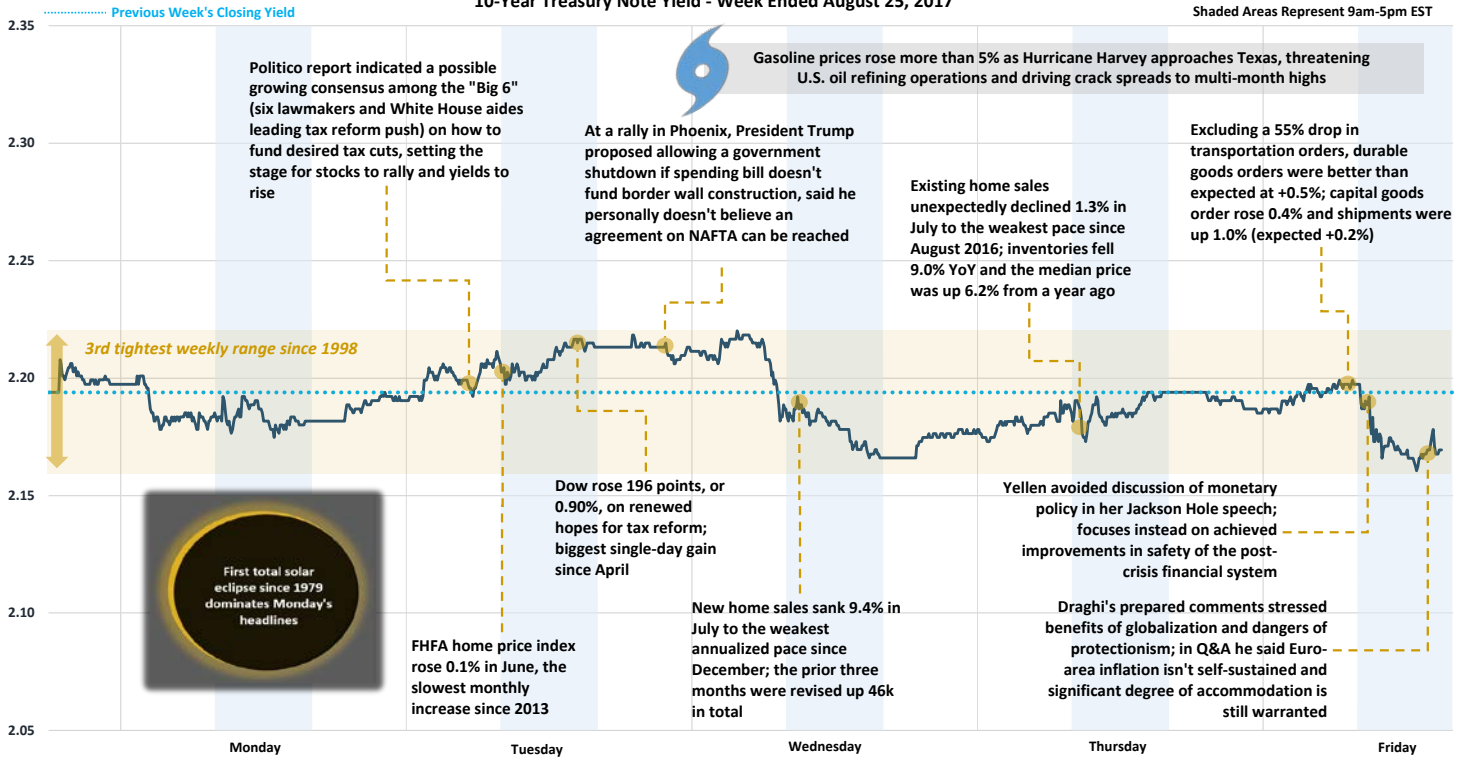 10-Year Treasury Note Yield - Week Ended August 25, 2017
Previous Week's Closing Yield
Shaded Areas Represent 9am-5pm EST
2.35
2.30
2.25
2.20
2.15
2.10
2.05
Gasoline prices rose more than 5% as Hurricane Harvey approaches Texas, threatening
U.S. oil refining operations and driving crack spreads to multi-month highs
Politico report indicated a possible
growing consensus among the "Big 6"
(six lawmakers and White House aides
leading tax reform push) on how to
fund desired tax cuts, setting the
stage for stocks to rally and yields to
rise
At a rally in Phoenix, President Trump
proposed allowing a government
shutdown if spending bill doesn't
fund border wall construction, said he
personally doesn't believe an
agreement on NAFTA can be reached
Existing home sales
unexpectedly declined 1.3% in
July to the weakest pace since
August 2016; inventories fell
9.0% YoY and the median price
was up 6.2% from a year ago
Excluding a 55% drop in
transportation orders, durable
goods orders were better than
expected at +0.5%; capital goods
order rose 0.4% and shipments were
up 1.0% (expected +0.2%)
3rd tightest weekly range since 1998
First total solar
eclipse since 1979
dominates Monday's
headlines
FHFA home price index
rose 0.1% in June, the
slowest monthly
increase since 2013
Dow rose 196 points, or
0.90%, on renewed
hopes for tax reform;
biggest single-day gain
since April
New home sales sank 9.4% in
July to the weakest
annualized pace since
December; the prior three
months were revised up 46k
in total
Yellen avoided discussion of monetary
policy in her Jackson Hole speech;
focuses instead on achieved
improvements in safety of the post-
crisis financial system
Draghi's prepared comments stressed
benefits of globalization and dangers of
protectionism; in Q&A he said Euro-
area inflation isn't self-sustained and
significant degree of accommodation is
still warranted
Monday
Tuesday
Wednesday
Thursday
Friday